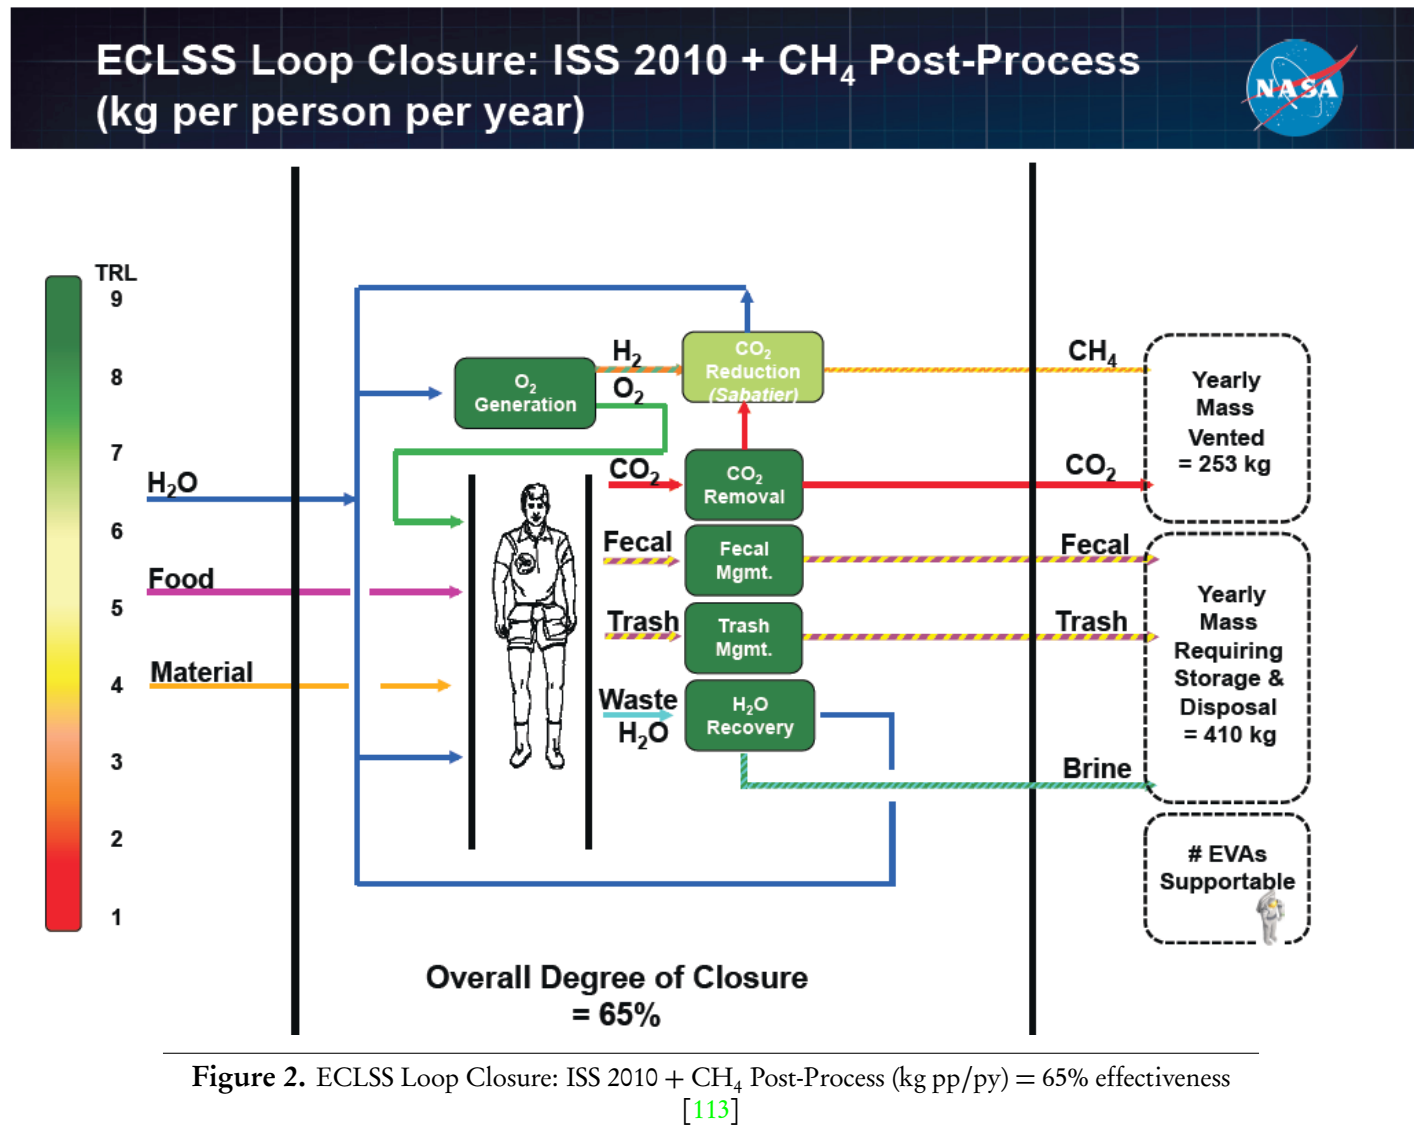 ECLSS Loop Closure: ISS 2010 + CH₄ Post-Process
(kg per person per year)
NASA
TRL
9
8
7
6
5
4
3
2
1
H₂O
Food
Material
O₂
Generation
H₂
O₂
CO₂
Reduction
(Sabatier)
CO₂
CO₂
Removal
Fecal
Fecal
Mgmt.
Trash
Trash
Mgmt.
Waste
H₂O
H₂O
Recovery
CH₄
CO₂
Fecal
Trash
Brine
Yearly
Mass
Vented
= 253 kg
Yearly
Mass
Requiring
Storage &
Disposal
= 410 kg
# EVAs
Supportable
Overall Degree of Closure
= 65%
Figure 2. ECLSS Loop Closure: ISS 2010 + CH₄ Post-Process (kg pp/py) = 65% effectiveness
[113]